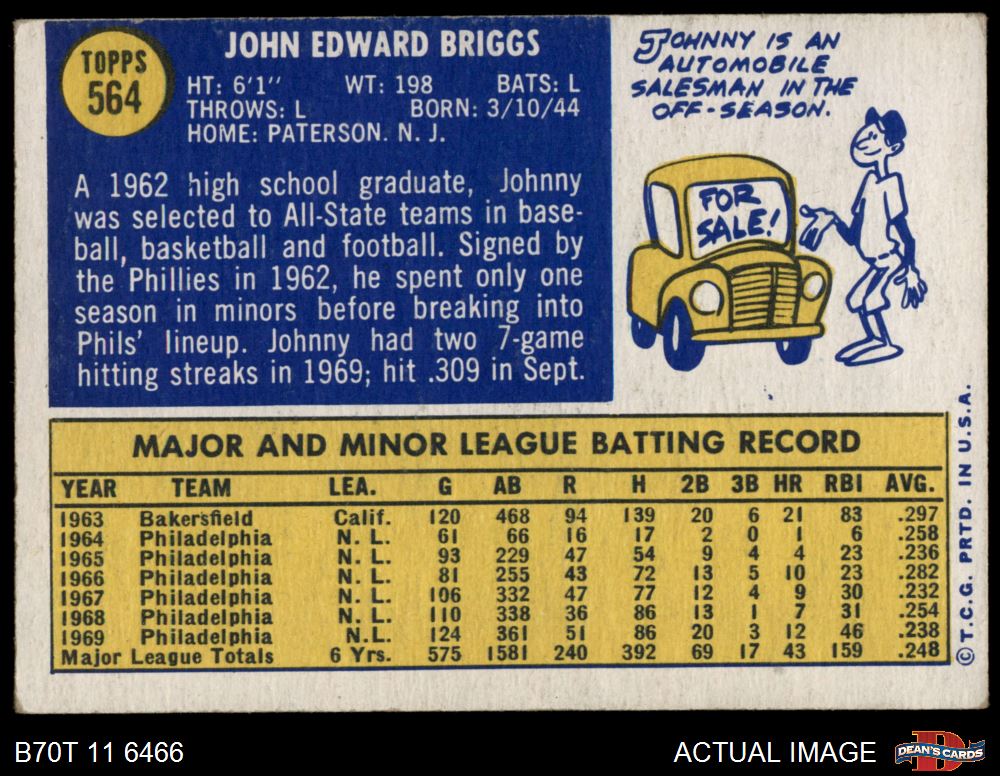 TOPPS
564
JOHN EDWARD BRIGGS
HT: 6'1'' WT: 198 BATS: L
THROWS: L BORN: 3/10/44
HOME: PATERSON. N. J.
A 1962 high school graduate, Johnny
was selected to All-State teams in base-
ball, basketball and football. Signed by
the Phillies in 1962, he spent only one
season in minors before breaking into
Phils' lineup. Johnny had two 7-game
hitting streaks in 1969; hit .309 in Sept.
JOHNNY IS AN
AUTOMOBILE
SALESMAN IN THE
OFF-SEASON.
FOR
SALE!
MAJOR AND MINOR LEAGUE BATTING RECORD
YEAR TEAM LEA. G AB R H 2B 3B HR RBI AVG.
1963 Bakersfield Calif. 120 468 94 139 20 6 21 83 .297
1964 Philadelphia N. L. 61 66 16 17 2 0 1 6 .258
1965 Philadelphia N. L. 93 229 47 54 9 4 4 23 .236
1966 Philadelphia N. L. 81 255 43 72 13 5 10 23 .282
1967 Philadelphia N. L. 106 332 47 77 12 4 9 30 .232
1968 Philadelphia N. L. 110 338 36 86 13 1 7 31 .254
1969 Philadelphia N.L. 124 361 51 86 20 3 12 46 .238
Major League Totals 6 Yrs. 575 1581 240 392 69 17 43 159 .248
© T.C.G. PRTD. IN U.S.A.
B70T 11 6466
ACTUAL IMAGE
DEAN'S CARDS